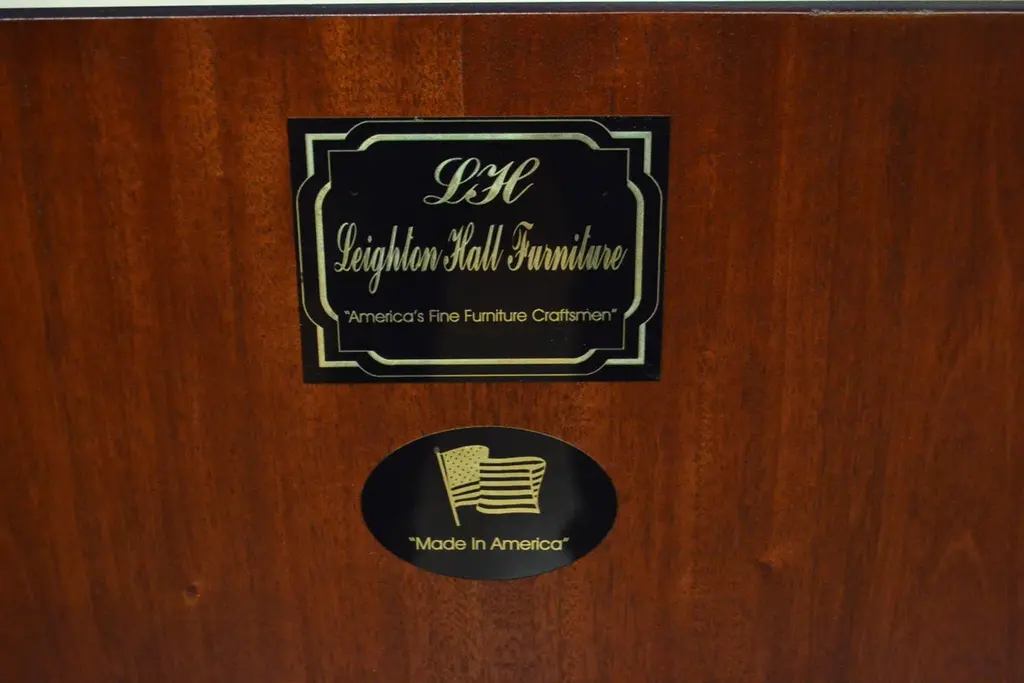 LH
Leighton Hall Furniture
"America's Fine Furniture Craftsmen"
"Made In America"